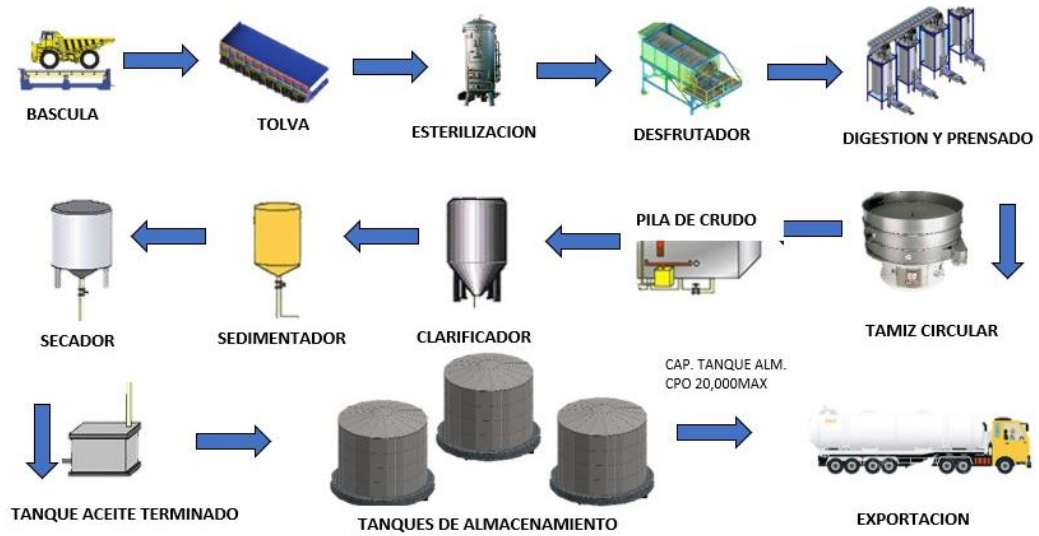 BASCULA
TOLVA
ESTERILIZACION
DESFRUTADOR
DIGESTION Y PRENSADO
PILA DE CRUDO
TAMIZ CIRCULAR
CLARIFICADOR
SEDIMENTADOR
SECADOR
CAP. TANQUE ALM.
CPO 20,000MAX
TANQUE ACEITE TERMINADO
TANQUES DE ALMACENAMIENTO
EXPORTACION